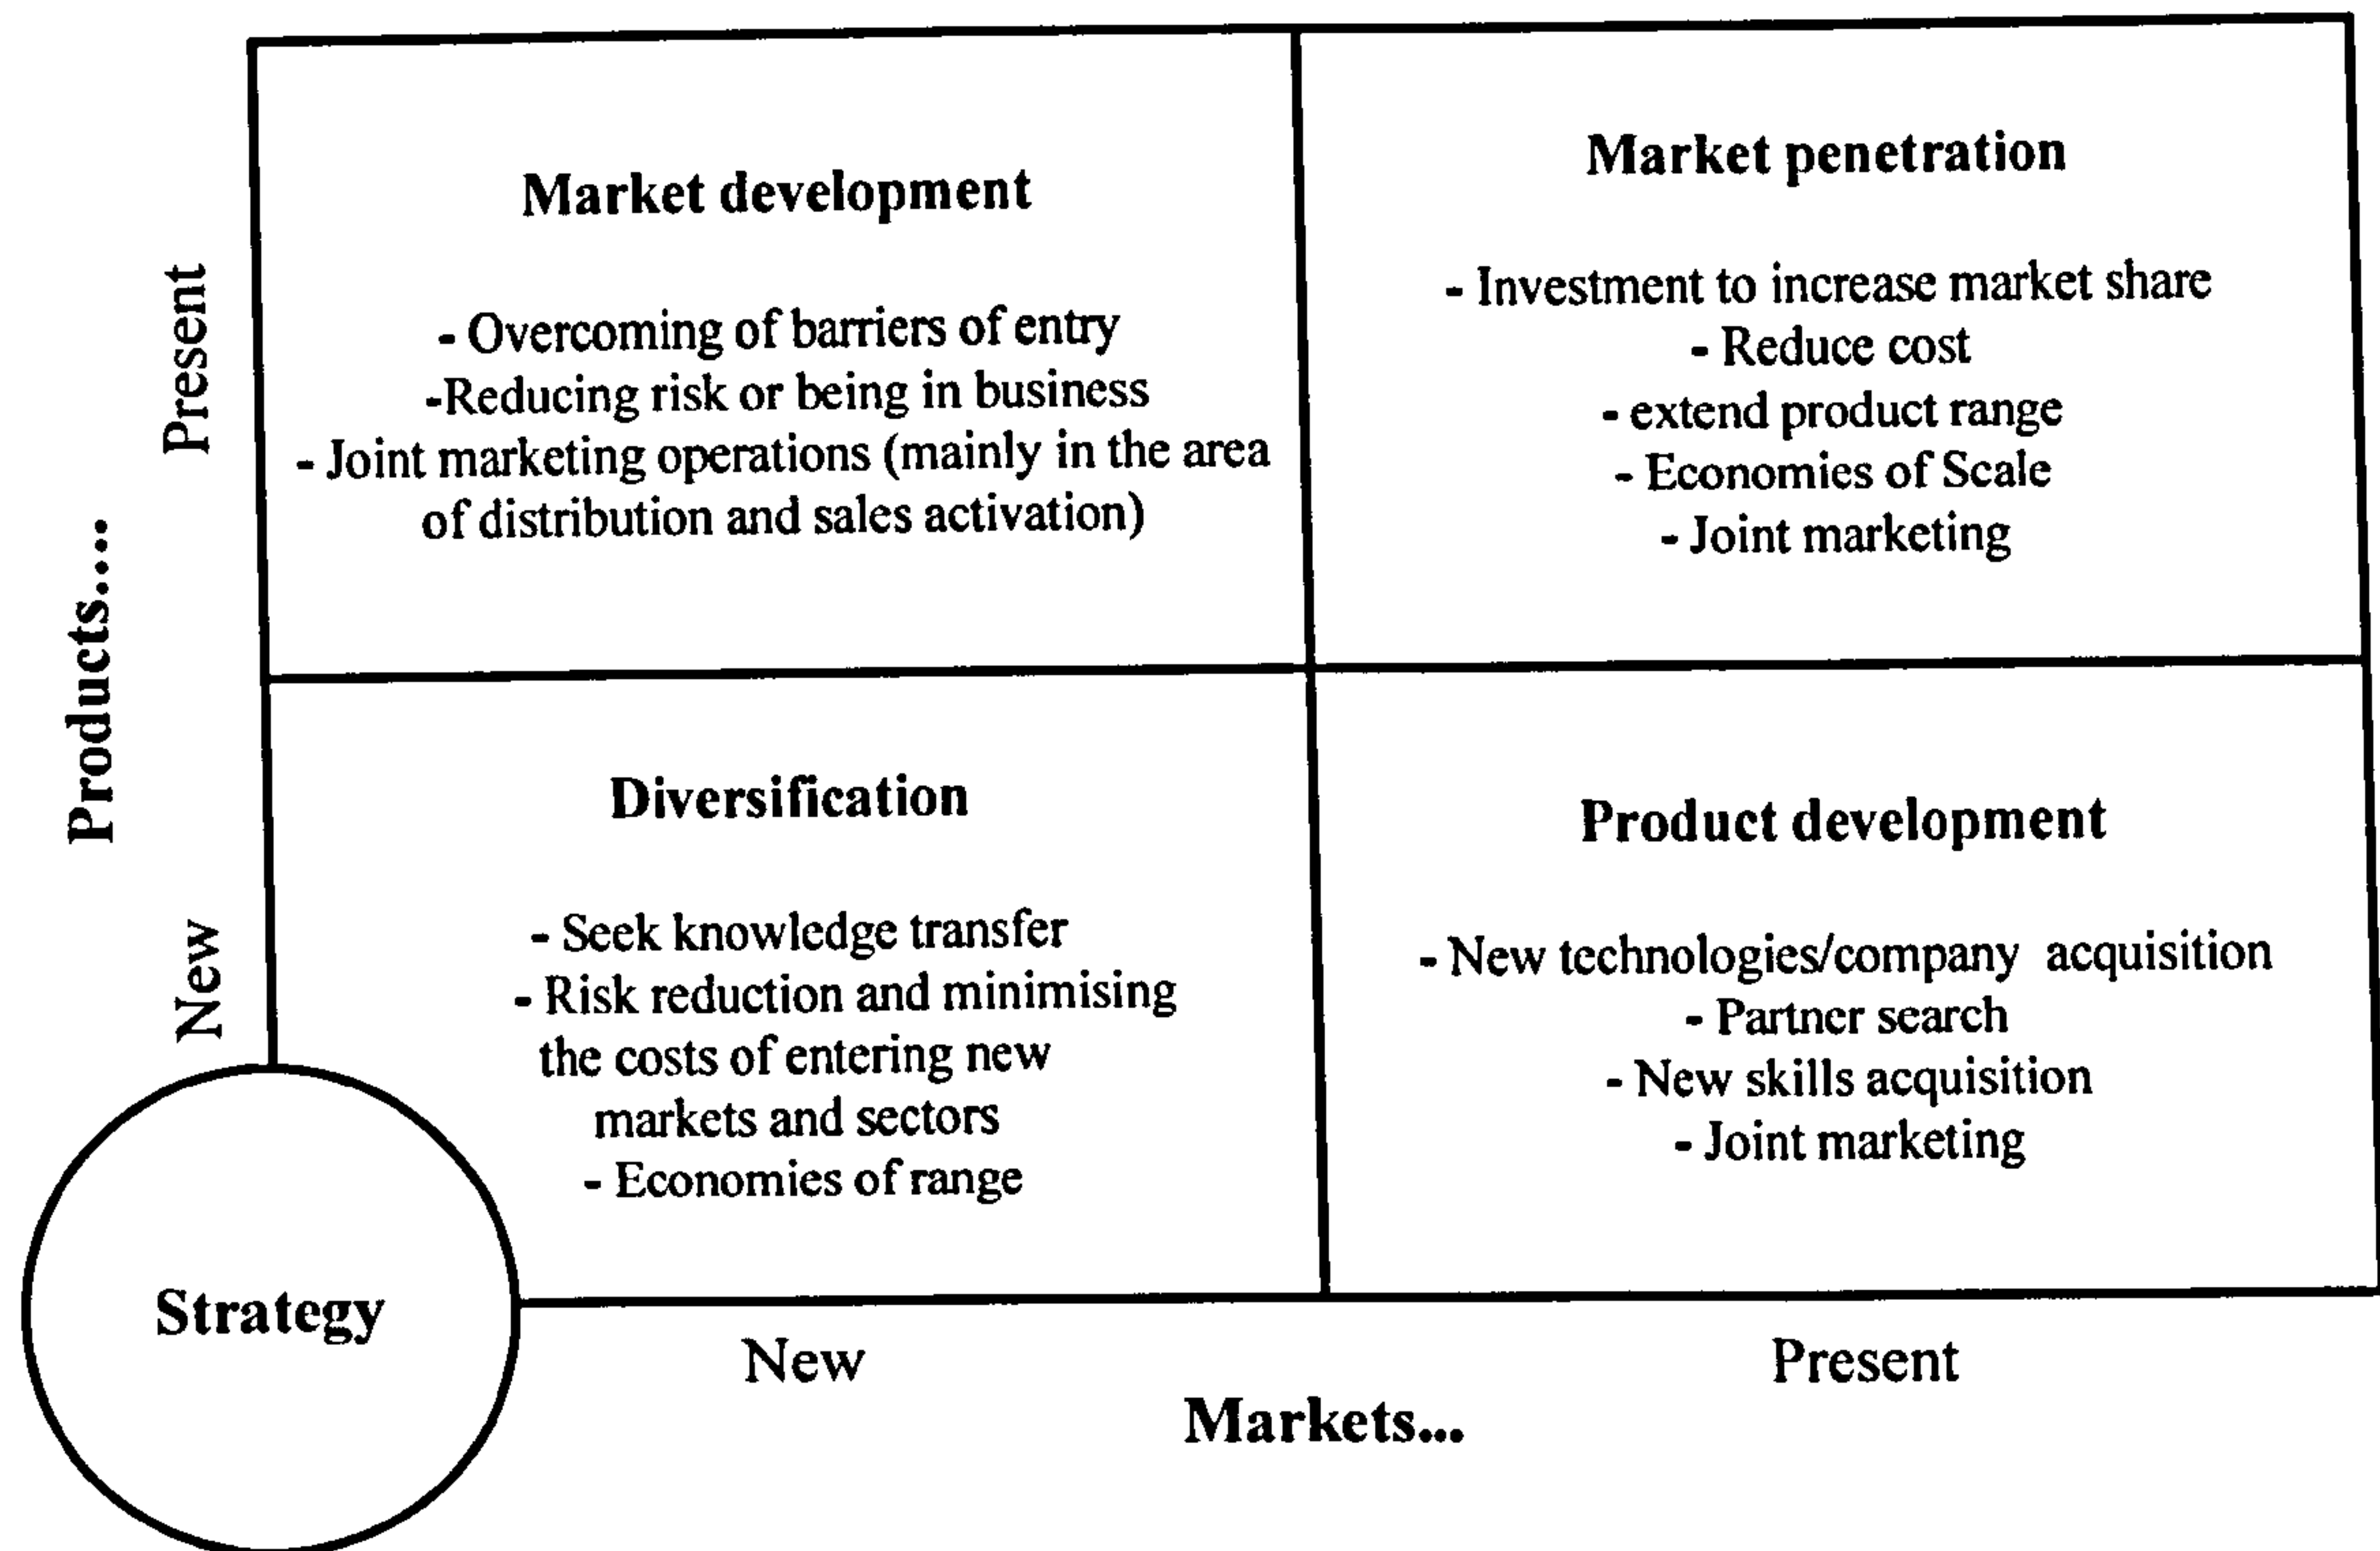 Products....
Present
New
Market development
- Overcoming of barriers of entry
-Reducing risk or being in business
- Joint marketing operations (mainly in the area
of distribution and sales activation)
Market penetration
- Investment to increase market share
- Reduce cost
- extend product range
- Economies of Scale
- Joint marketing
Diversification
- Seek knowledge transfer
- Risk reduction and minimising
the costs of entering new
markets and sectors
- Economies of range
Product development
- New technologies/company acquisition
- Partner search
- New skills acquisition
- Joint marketing
Strategy
New
Present
Markets...